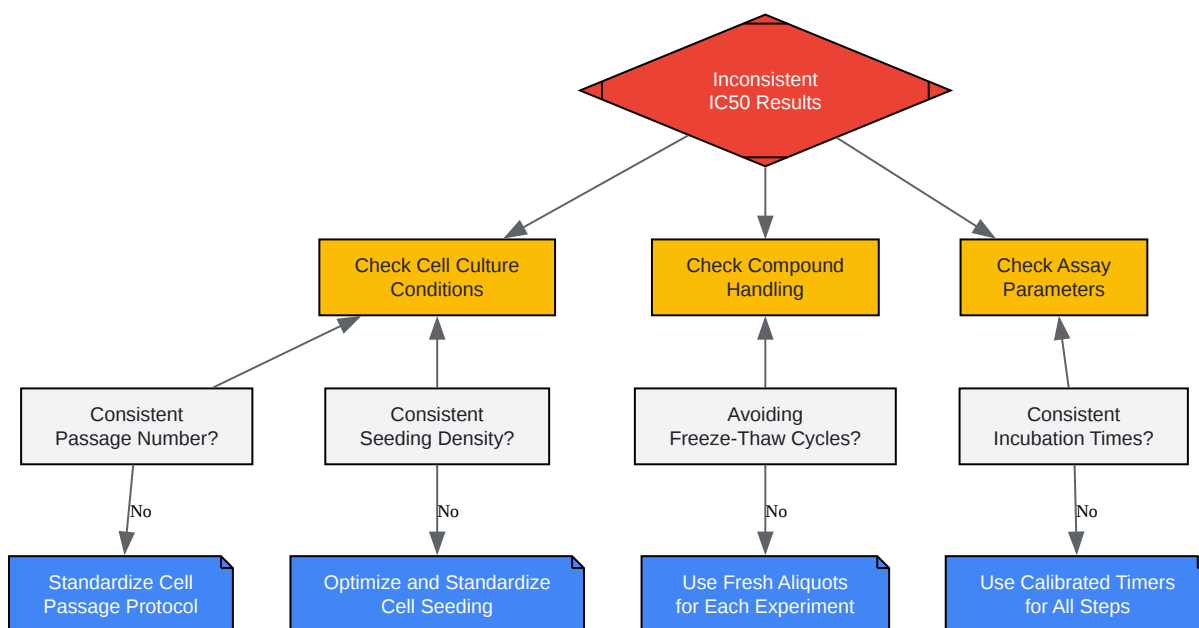 Inconsistent
IC50 Results
Check Cell Culture
Conditions
Check Compound
Handling
Check Assay
Parameters
Consistent
Passage Number?
Consistent
Seeding Density?
Avoiding
Freeze-Thaw Cycles?
Consistent
Incubation Times?
No
No
No
No
Standardize Cell
Passage Protocol
Optimize and Standardize
Cell Seeding
Use Fresh Aliquots
for Each Experiment
Use Calibrated Timers
for All Steps